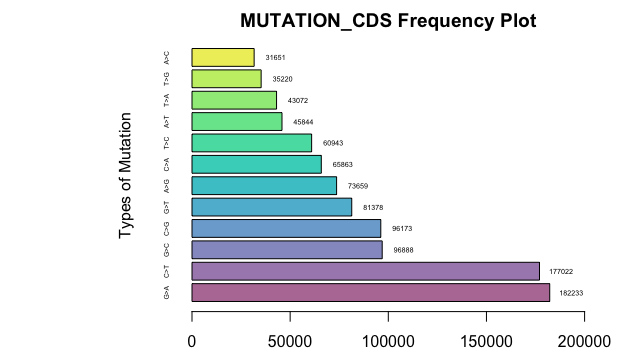 MUTATION_CDS Frequency Plot
Types of Mutation
A>C 31651
T>G 35220
T>A 43072
A>T 45844
T>C 60943
C>A 65863
A>G 73659
G>T 81378
C>G 96173
G>C 96888
C>T 177022
G>A 182233
0 50000 100000 150000 200000